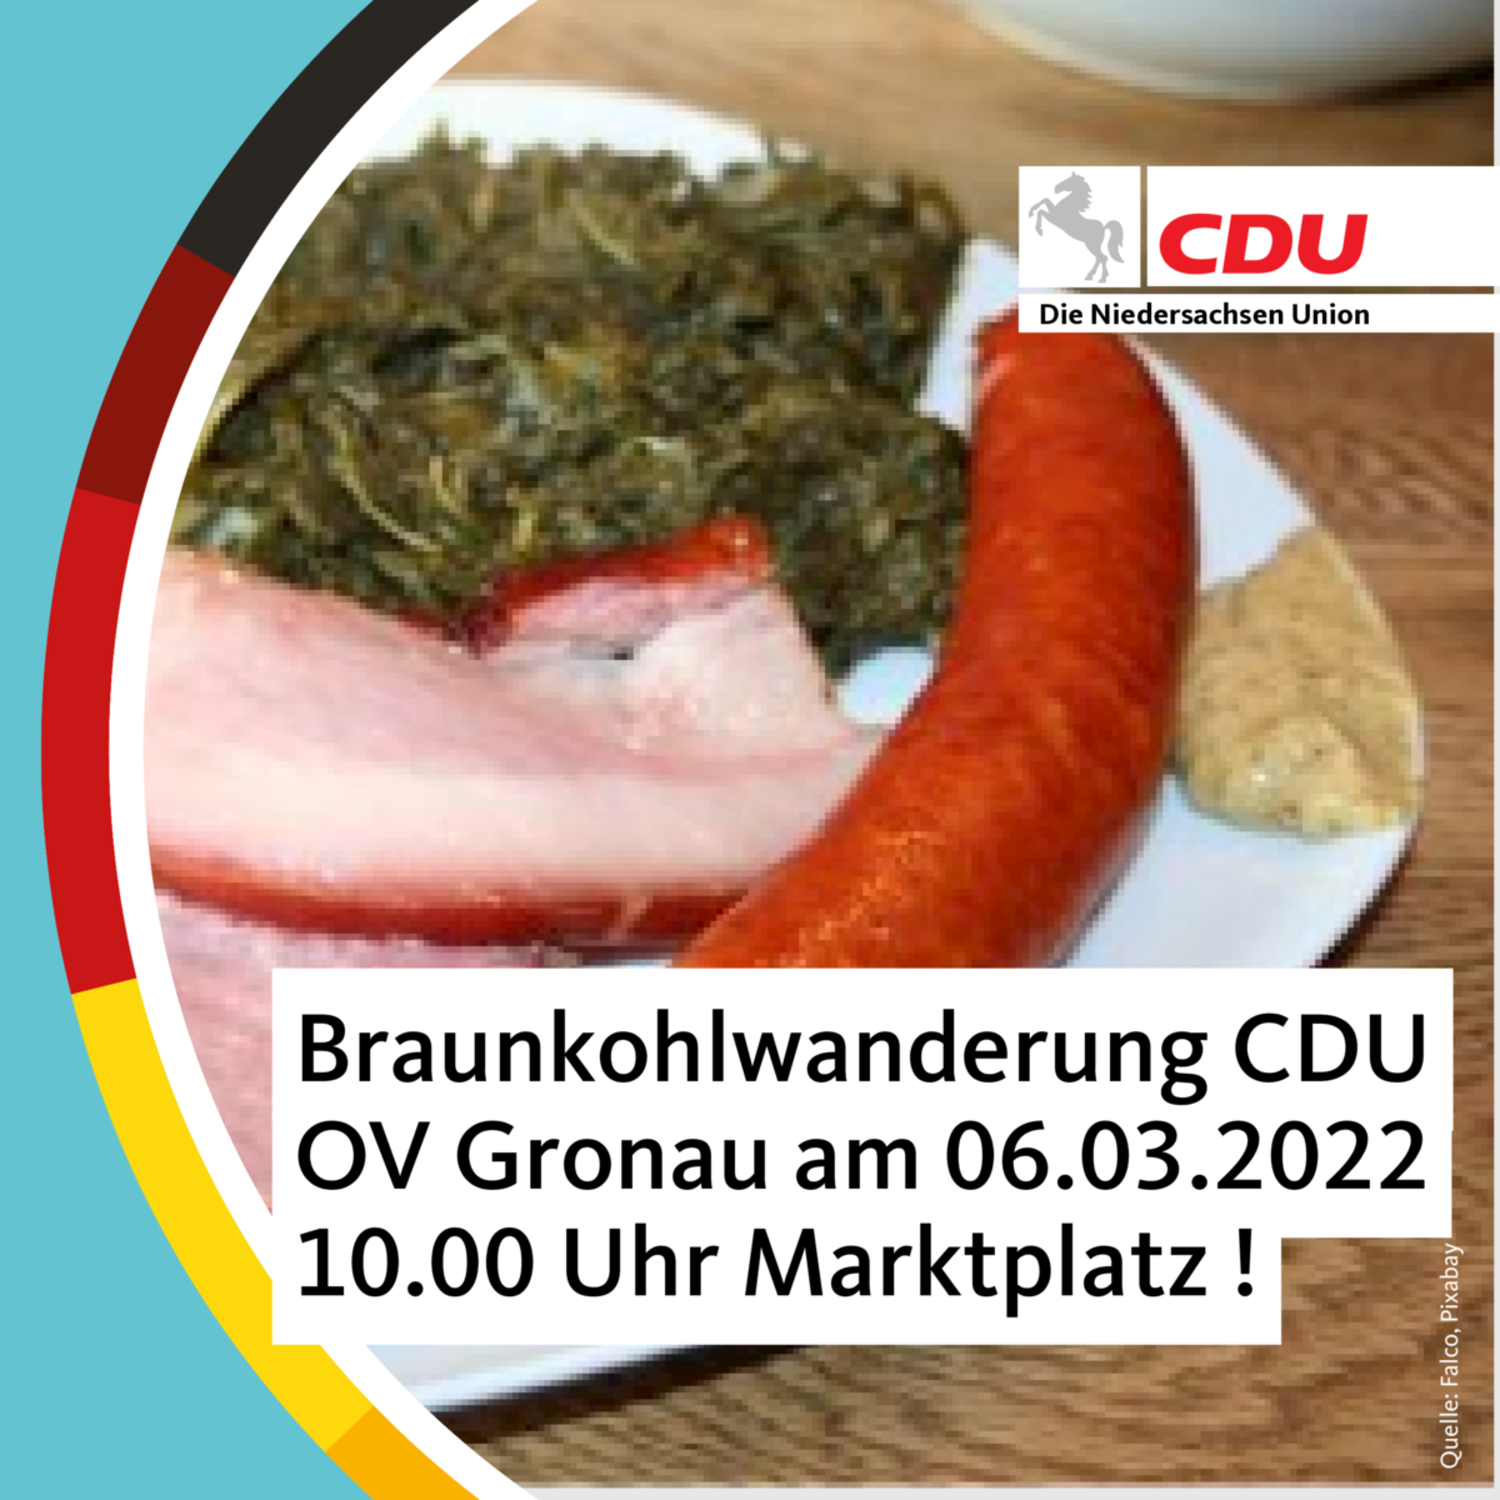 CDU
Die Niedersachsen Union
Braunkohlwanderung CDU
OV Gronau am 06.03.2022
10.00 Uhr Marktplatz !
Quelle: Falco, Pixabay